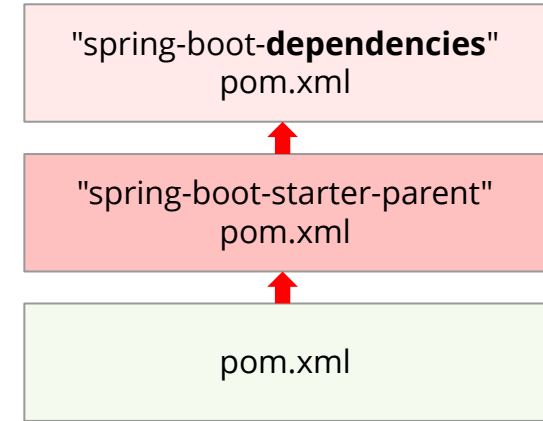 "spring-boot-dependencies"
pom.xml
"spring-boot-starter-parent"
pom.xml
pom.xml